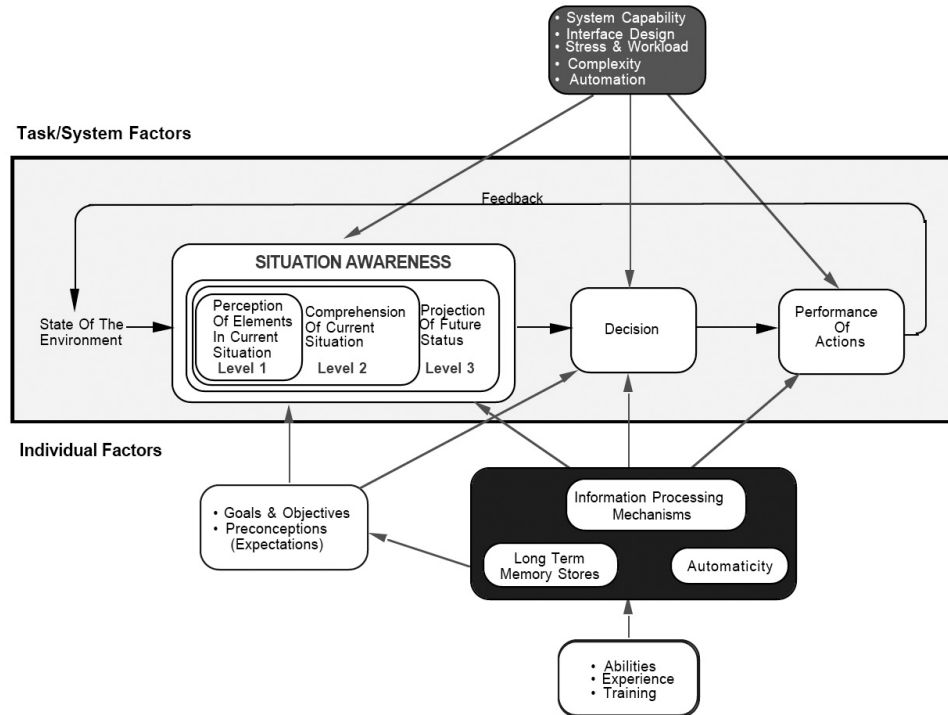 • System Capability
• Interface Design
• Stress & Workload
• Complexity
• Automation
Task/System Factors
Feedback
SITUATION AWARENESS
Perception
Of Elements
In Current
Situation
Level 1
Comprehension
Of Current
Situation
Level 2
Projection
Of Future
Status
Level 3
State Of The
Environment
Decision
Performance
Of
Actions
Individual Factors
• Goals & Objectives
• Preconceptions
(Expectations)
Information Processing
Mechanisms
Long Term
Memory Stores
Automaticity
• Abilities
• Experience
• Training